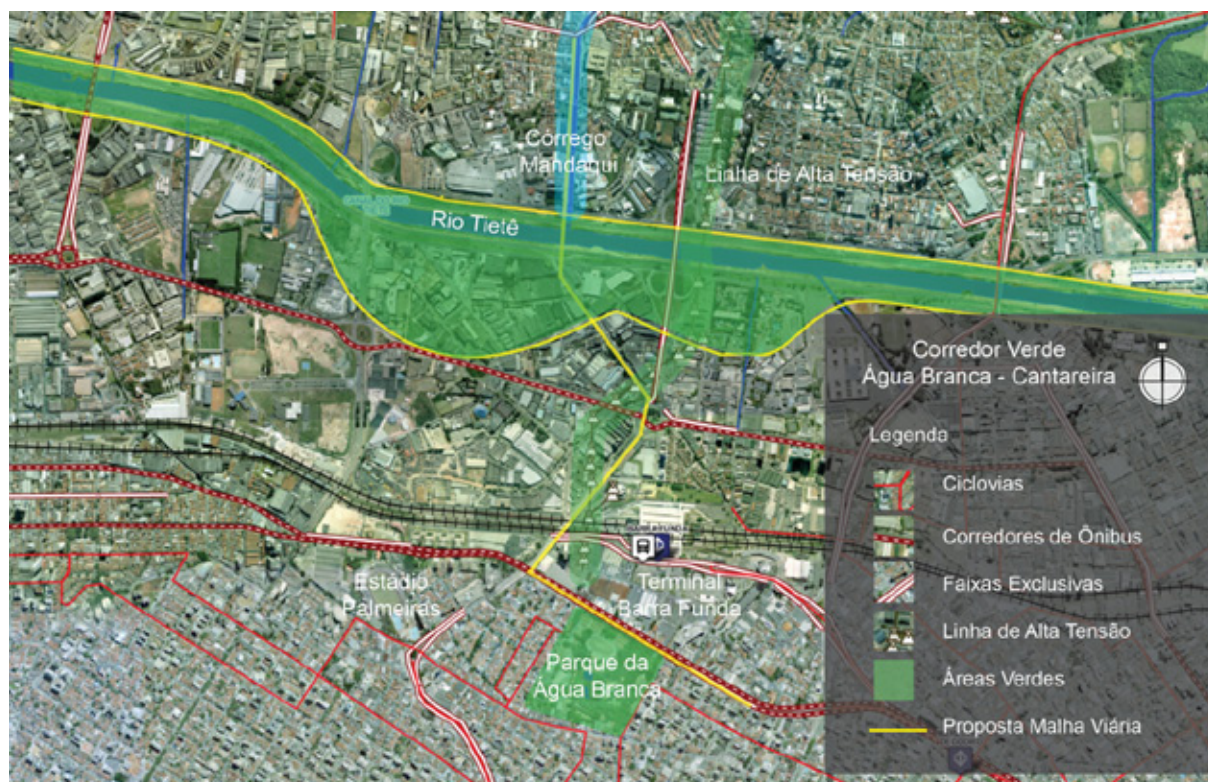 Córrego
Mandaqui
Linha de Alta Tensão
Rio Tietê
Corredor Verde
Água Branca - Cantareira
Legenda
Ciclovias
Corredores de Ônibus
Faixas Exclusivas
Linha de Alta Tensão
Áreas Verdes
Proposta Malha Viária
Estádio
Palmeiras
Terminal
Barra Funda
Parque da
Água Branca